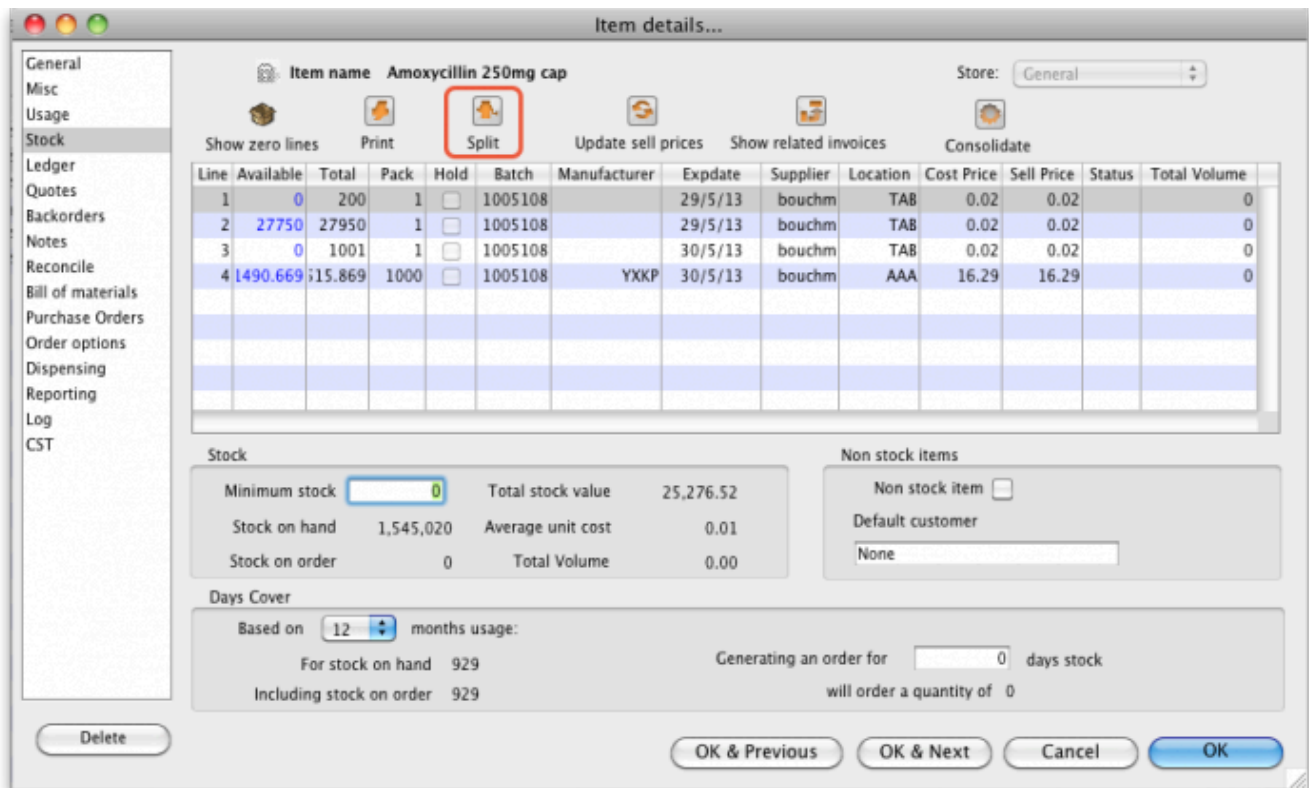 Item details...
General
Misc
Usage
Stock
Ledger
Quotes
Backorders
Notes
Reconcile
Bill of materials
Purchase Orders
Order options
Dispensing
Reporting
Log
CST
Delete
Item name Amoxycillin 250mg cap
Store: General
Show zero lines Print Split Update sell prices Show related invoices Consolidate
Line Available Total Pack Hold Batch Manufacturer Expdate Supplier Location Cost Price Sell Price Status Total Volume
1 0 200 1 1005108 29/5/13 bouchm TAB 0.02 0.02 0
2 27750 27950 1 1005108 29/5/13 bouchm TAB 0.02 0.02 0
3 0 1001 1 1005108 30/5/13 bouchm TAB 0.02 0.02 0
4 1490.669 515.869 1000 1005108 YXKP 30/5/13 bouchm AAA 16.29 16.29 0
Stock
Minimum stock 0 Total stock value 25,276.52
Stock on hand 1,545,020 Average unit cost 0.01
Stock on order 0 Total Volume 0.00
Non stock items
Non stock item
Default customer
None
Days Cover
Based on 12 months usage:
For stock on hand 929
Including stock on order 929
Generating an order for 0 days stock
will order a quantity of 0
OK & Previous OK & Next Cancel OK